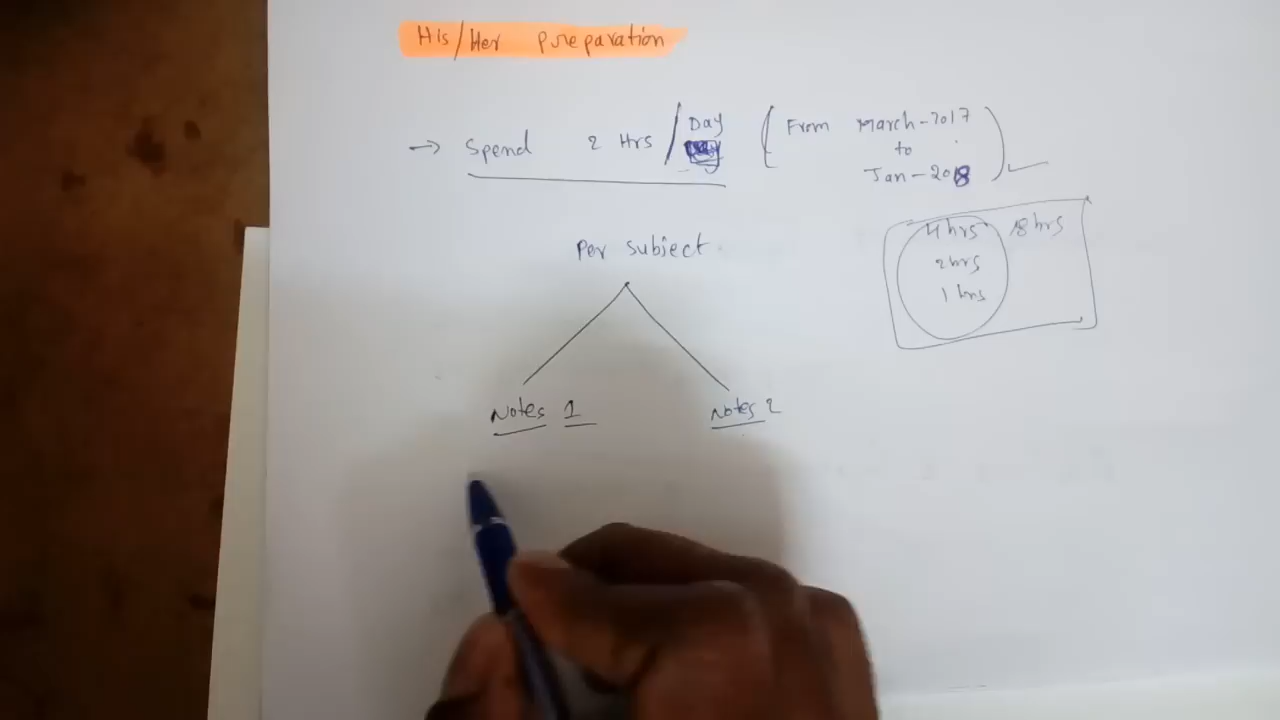 His/Her preparation
→ Spend 2 Hrs / Day (From March-2017
to
Jan-2018)
4 hrs 18 hrs
2 hrs
1 hrs
Per subject
Notes 1 Notes 2